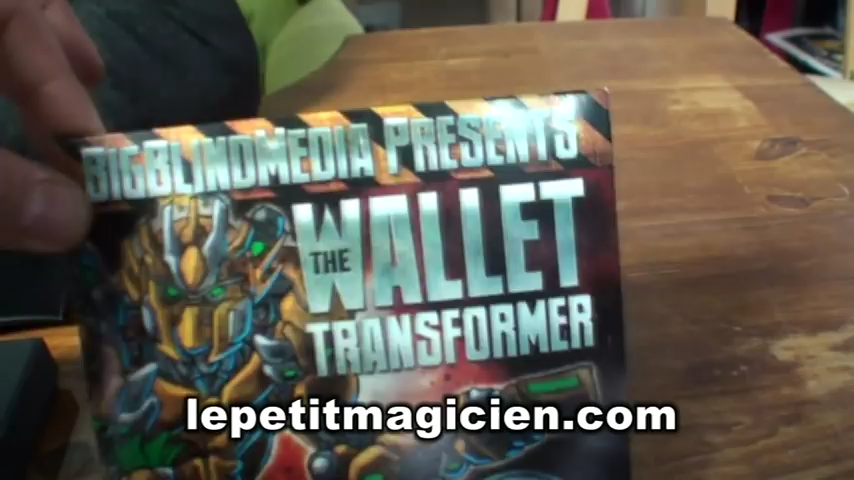 BIGBLINDMEDIA PRESENTS
THE WALLET
TRANSFORMER
lepetitmagicien.com